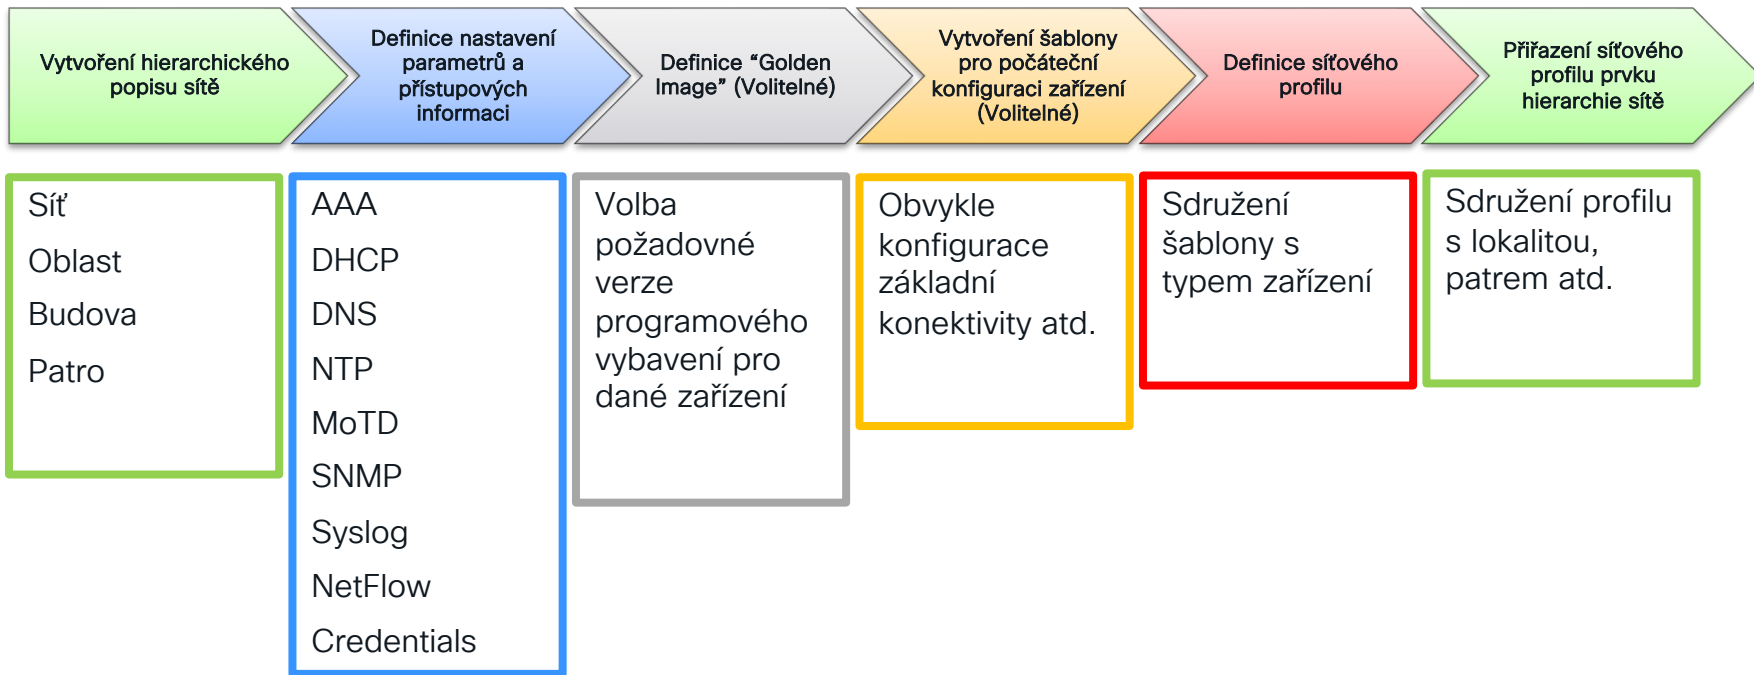 Vytvoření hierarchického
popisu sítě
Definice nastavení
parametrů a
přístupových
informaci
Definice “Golden
Image” (Volitelné)
Vytvoření šablony
pro počáteční
konfiguraci zařízení
(Volitelné)
Definice síťového
profilu
Přiřazení síťového
profilu prvku
hierarchie sítě
Síť
Oblast
Budova
Patro
AAA
DHCP
DNS
NTP
MoTD
SNMP
Syslog
NetFlow
Credentials
Volba
požadovné
verze
programového
vybavení pro
dané zařízení
Obvykle
konfigurace
základní
konektivity atd.
Sdružení
šablony s
typem zařízení
Sdružení profilu
s lokalitou,
patrem atd.